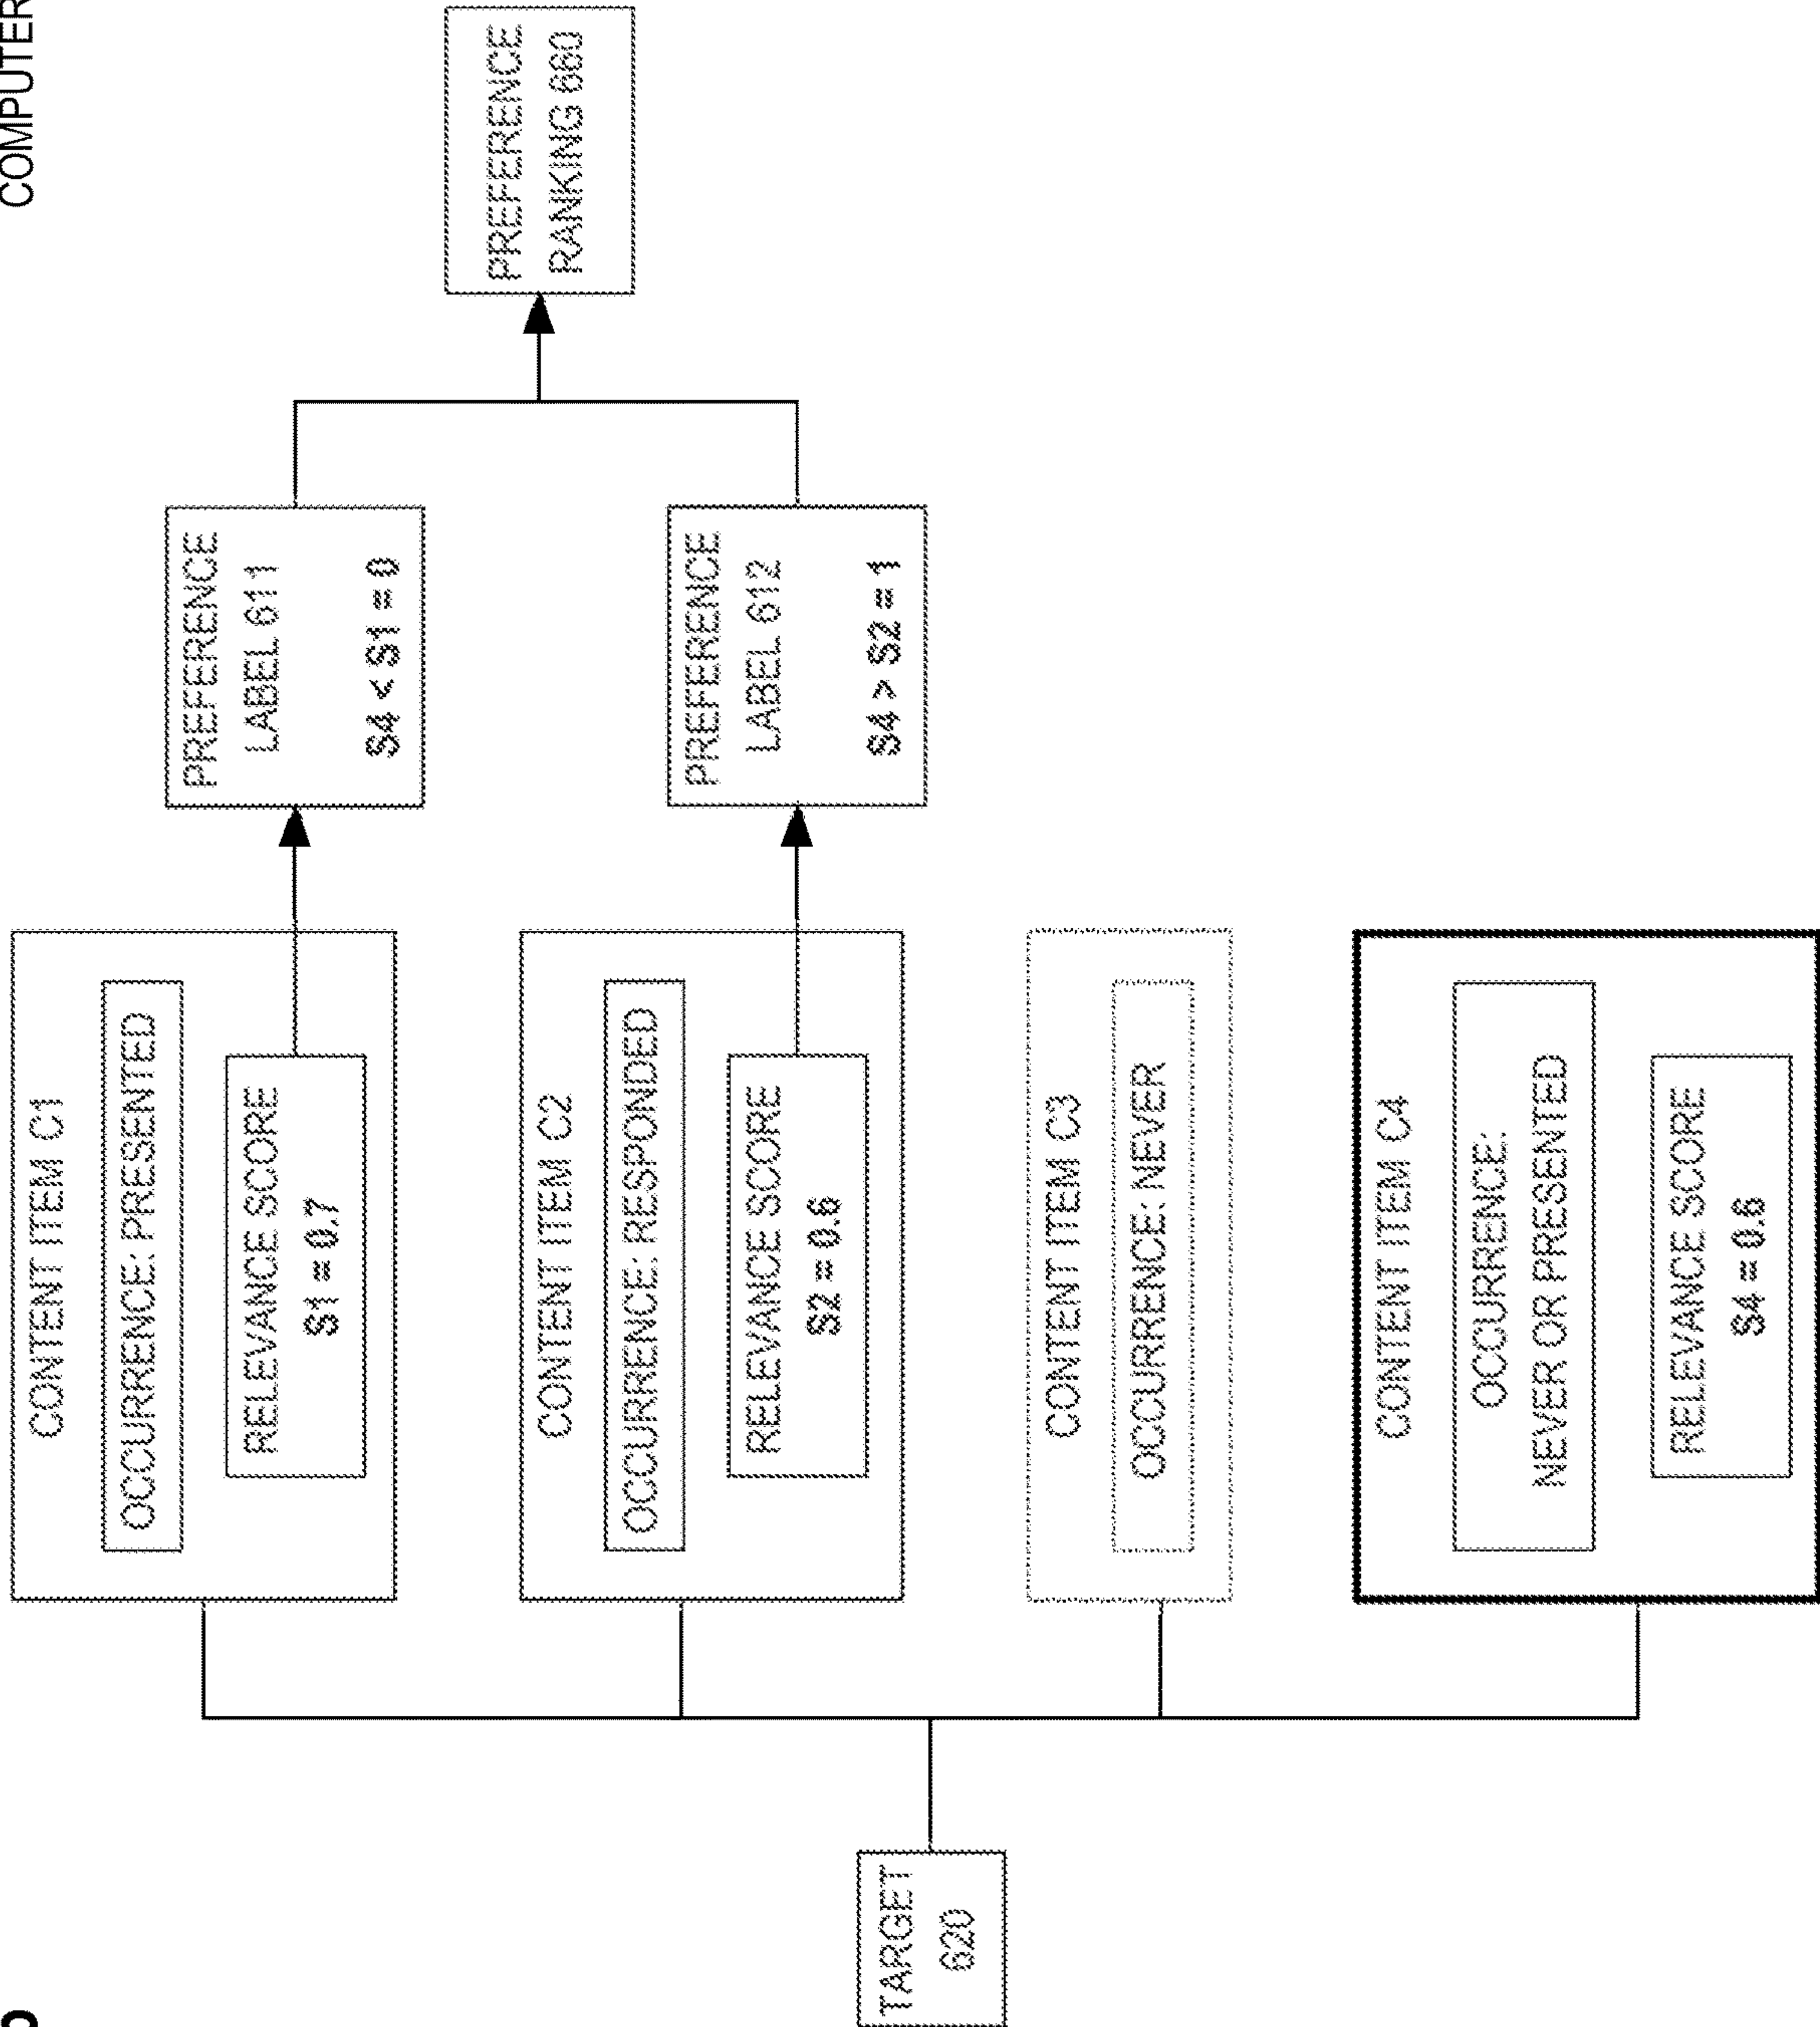 COMPUTER
TARGET
620
CONTENT ITEM C1
OCCURRENCE: PRESENTED
RELEVANCE SCORE
S1 = 0.7
PREFERENCE
LABEL 611
S4 < S1 = 0
CONTENT ITEM C2
OCCURRENCE: RESPONDED
RELEVANCE SCORE
S2 = 0.6
PREFERENCE
LABEL 612
S4 > S2 = 1
PREFERENCE
RANKING
CONTENT ITEM C3
OCCURRENCE: NEVER
CONTENT ITEM C4
OCCURRENCE:
NEVER OR PRESENTED
RELEVANCE SCORE
S4 = 0.6